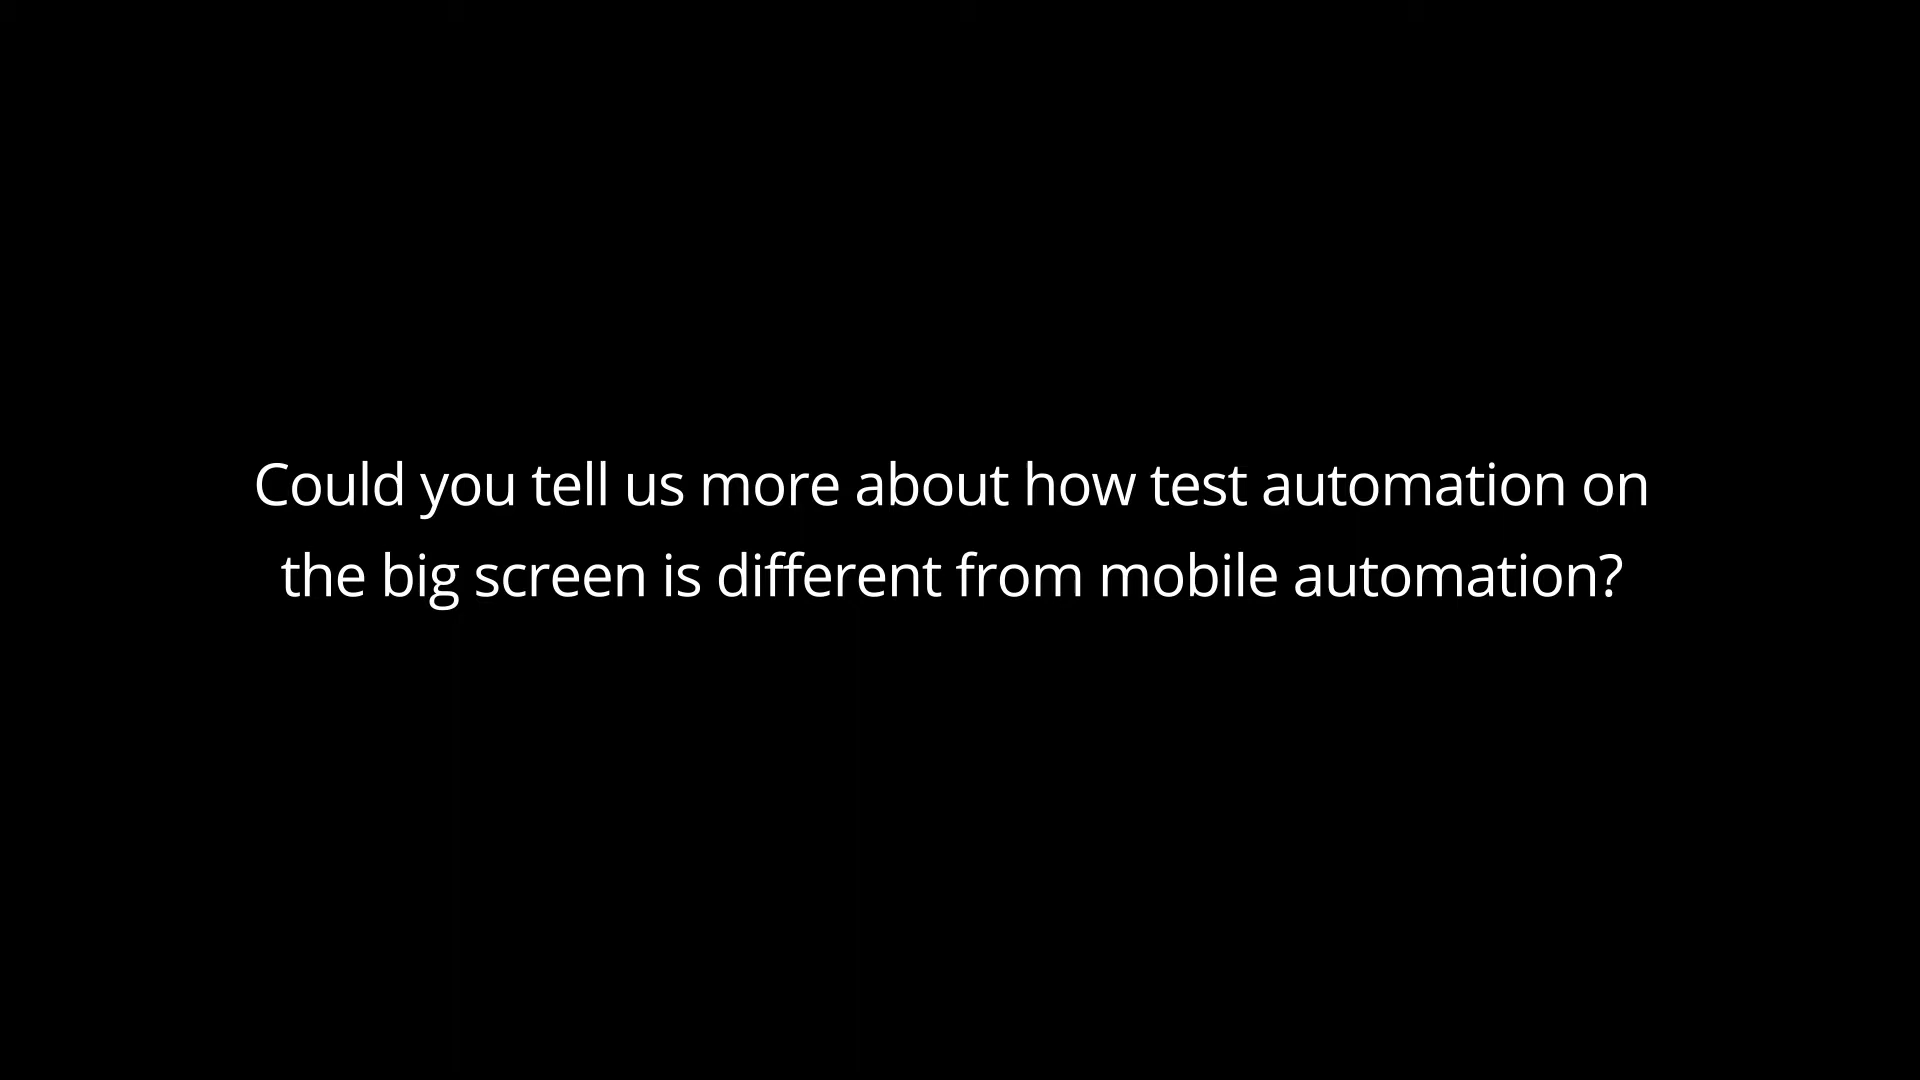 Could you tell us more about how test automation on
the big screen is different from mobile automation?